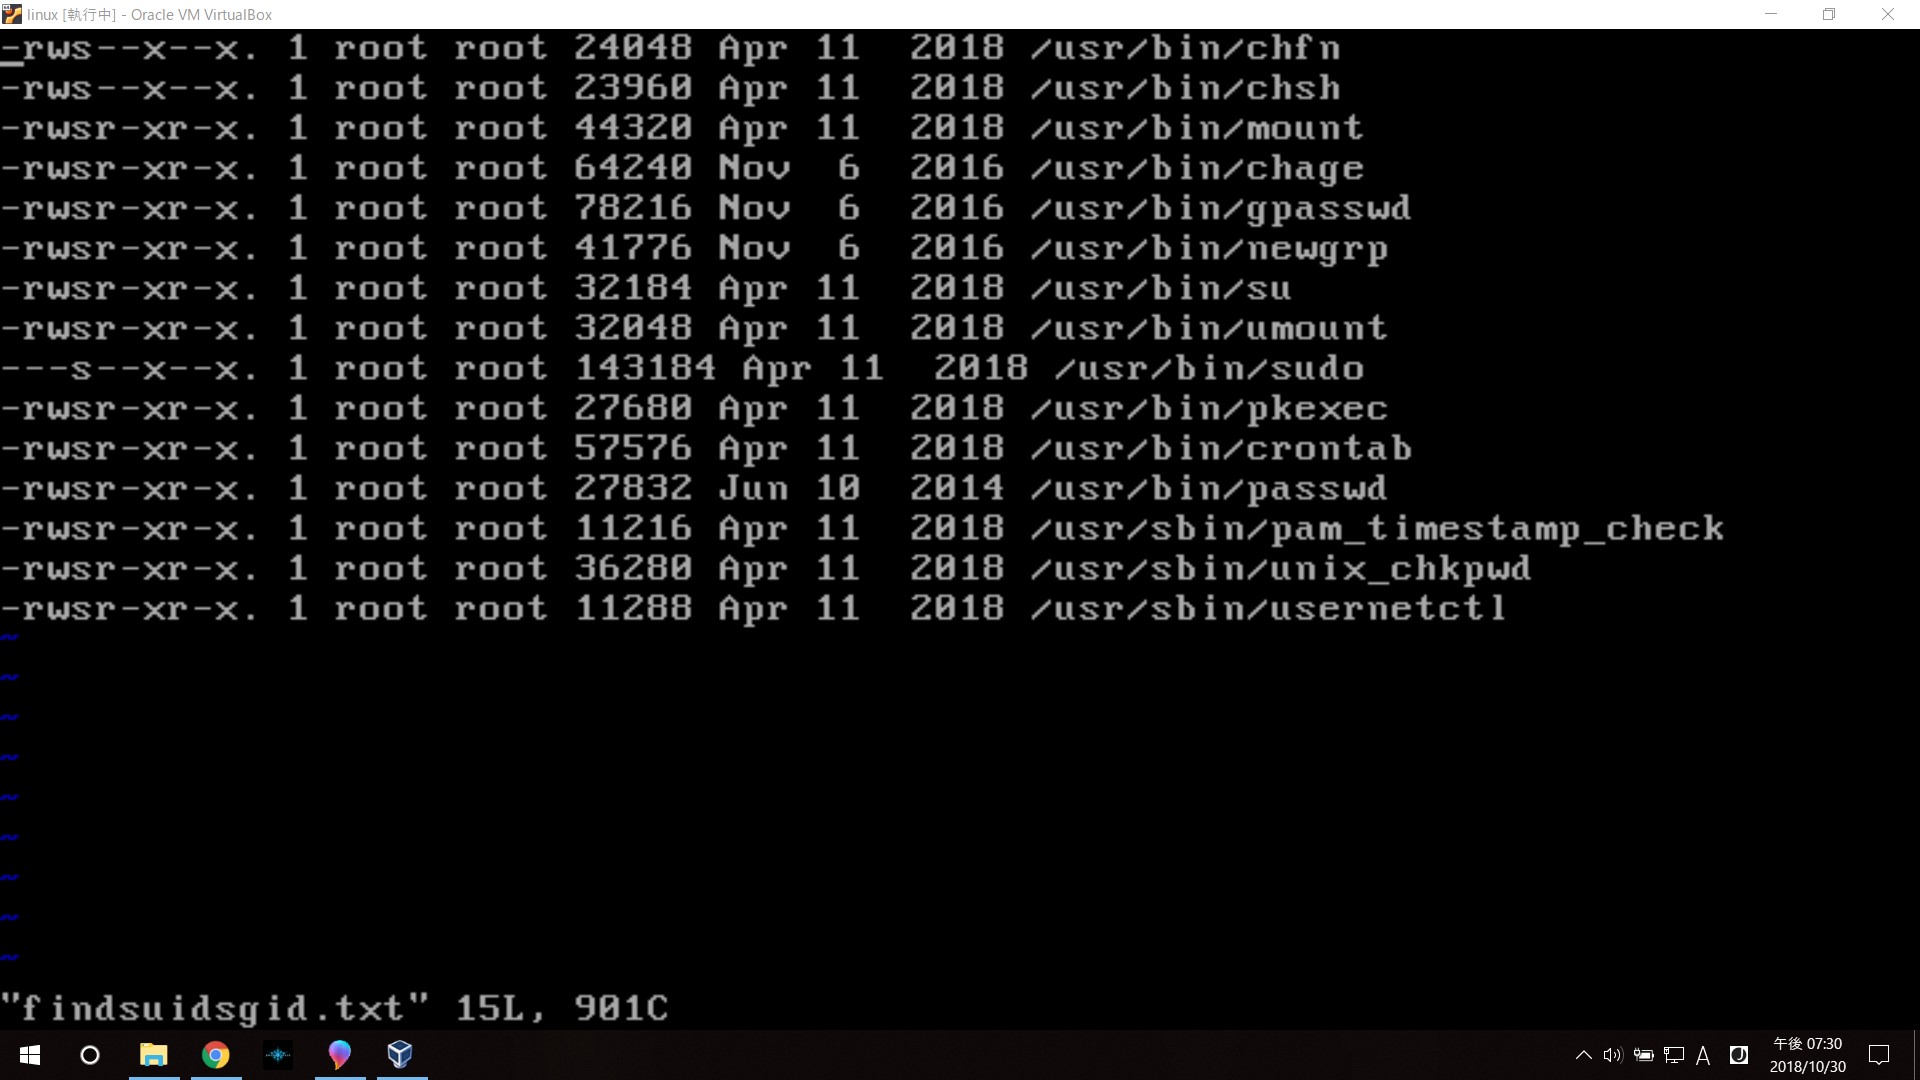 linux [執行中] - Oracle VM VirtualBox
-rws--x--x. 1 root root 24048 Apr 11  2018 /usr/bin/chfn
-rws--x--x. 1 root root 23960 Apr 11  2018 /usr/bin/chsh
-rwsr-xr-x. 1 root root 44320 Apr 11  2018 /usr/bin/mount
-rwsr-xr-x. 1 root root 64240 Nov  6  2016 /usr/bin/chage
-rwsr-xr-x. 1 root root 78216 Nov  6  2016 /usr/bin/gpasswd
-rwsr-xr-x. 1 root root 41776 Nov  6  2016 /usr/bin/newgrp
-rwsr-xr-x. 1 root root 32184 Apr 11  2018 /usr/bin/su
-rwsr-xr-x. 1 root root 32048 Apr 11  2018 /usr/bin/umount
---s--x--x. 1 root root 143184 Apr 11  2018 /usr/bin/sudo
-rwsr-xr-x. 1 root root 27680 Apr 11  2018 /usr/bin/pkexec
-rwsr-xr-x. 1 root root 57576 Apr 11  2018 /usr/bin/crontab
-rwsr-xr-x. 1 root root 27832 Jun 10  2014 /usr/bin/passwd
-rwsr-xr-x. 1 root root 11216 Apr 11  2018 /usr/sbin/pam_timestamp_check
-rwsr-xr-x. 1 root root 36280 Apr 11  2018 /usr/sbin/unix_chkpwd
-rwsr-xr-x. 1 root root 11288 Apr 11  2018 /usr/sbin/usernetctl
~
~
~
~
~
~
~
~
~
"findsuidsgid.txt" 15L, 901C
A
午後 07:30
2018/10/30